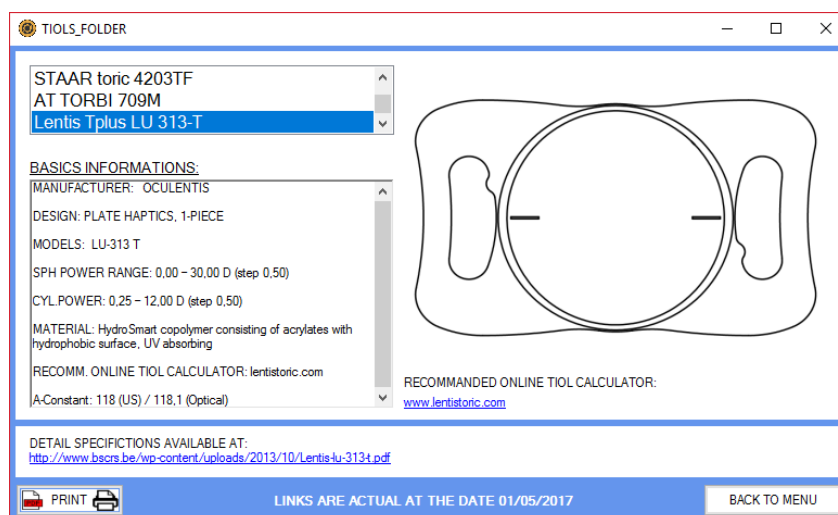 TIOLS_FOLDER
STAAR toric 4203TF
AT TORBI 709M
Lentis Tplus LU 313-T
BASICS INFORMATIONS:
MANUFACTURER: OCULENTIS
DESIGN: PLATE HAPTICS, 1-PIECE
MODELS: LU-313 T
SPH POWER RANGE: 0,00 – 30,00 D (step 0,50)
CYL.POWER: 0,25 – 12,00 D (step 0,50)
MATERIAL: HydroSmart copolymer consisting of acrylates with
hydrophobic surface, UV absorbing
RECOMM. ONLINE TIOL CALCULATOR: lentistoric.com
A-Constant: 118 (US) / 118,1 (Optical)
RECOMMANDED ONLINE TIOL CALCULATOR:
www.lentistoric.com
DETAIL SPECIFICTIONS AVAILABLE AT:
http://www.bscrs.be/wp-content/uploads/2013/10/Lentis-lu-313-t.pdf
PRINT
LINKS ARE ACTUAL AT THE DATE 01/05/2017
BACK TO MENU